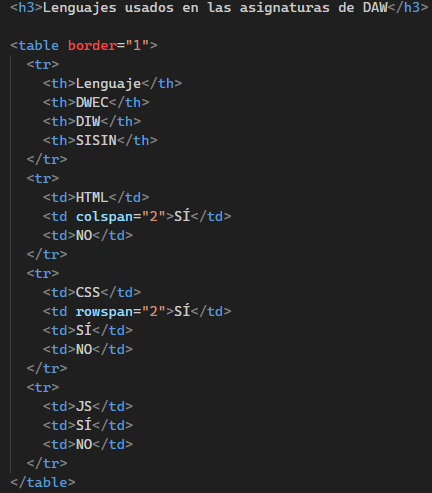 <h3>Lenguajes usados en las asignaturas de DAW</h3>
<table border="1">
<tr>
<th>Lenguaje</th>
<th>DWEC</th>
<th>DIW</th>
<th>SISIN</th>
</tr>
<tr>
<td>HTML</td>
<td colspan="2">SÍ</td>
<td>NO</td>
</tr>
<tr>
<td>CSS</td>
<td rowspan="2">SÍ</td>
<td>SÍ</td>
<td>NO</td>
</tr>
<tr>
<td>JS</td>
<td>SÍ</td>
<td>NO</td>
</tr>
</table>